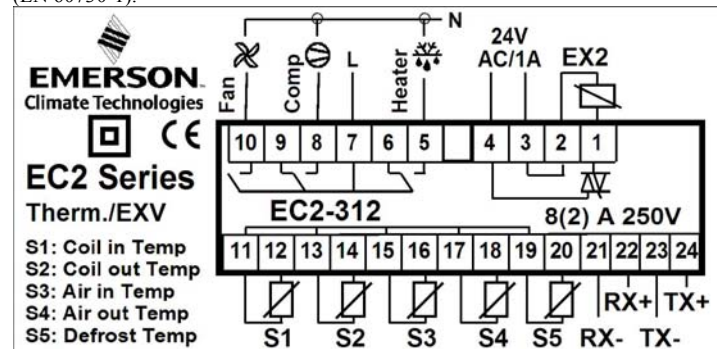 (EN 60730-1).
EMERSON.
Climate Technologies
EC2 Series
Therm./EXV
S1: Coil in Temp
S2: Coil out Temp
S3: Air in Temp
S4: Air out Temp
S5: Defrost Temp
N
24V
AC/1A
EX2
Fan
Comp
L
Heater
10 9 8 7 6 5 4 3 2 1
EC2-312
8(2) A 250V
11 12 13 14 15 16 17 18 19 20 21 22 23 24
RX+ TX+
S1 S2 S3 S4 S5 RX- TX-